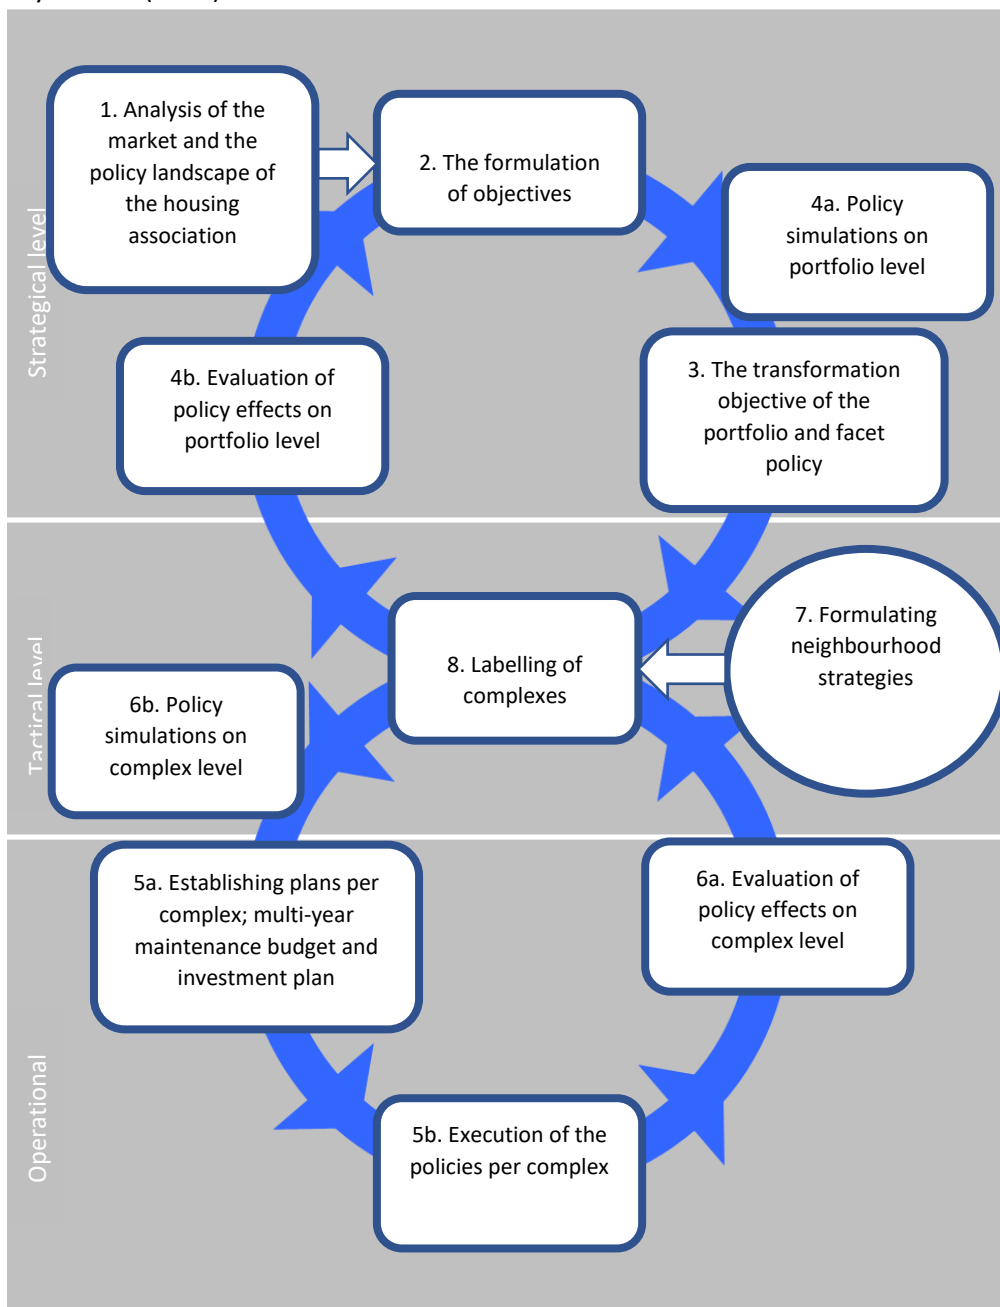 1. Analysis of the
market and the
policy landscape of
the housing
association
2. The formulation
of objectives
4a. Policy
simulations on
portfolio level
Strategical level
4b. Evaluation of
policy effects on
portfolio level
3. The transformation
objective of the
portfolio and facet
policy
7. Formulating
neighbourhood
strategies
8. Labelling of
complexes
Tactical level
6b. Policy
simulations on
complex level
5a. Establishing plans per
complex; multi-year
maintenance budget and
investment plan
6a. Evaluation of
policy effects on
complex level
Operational
5b. Execution of the
policies per complex